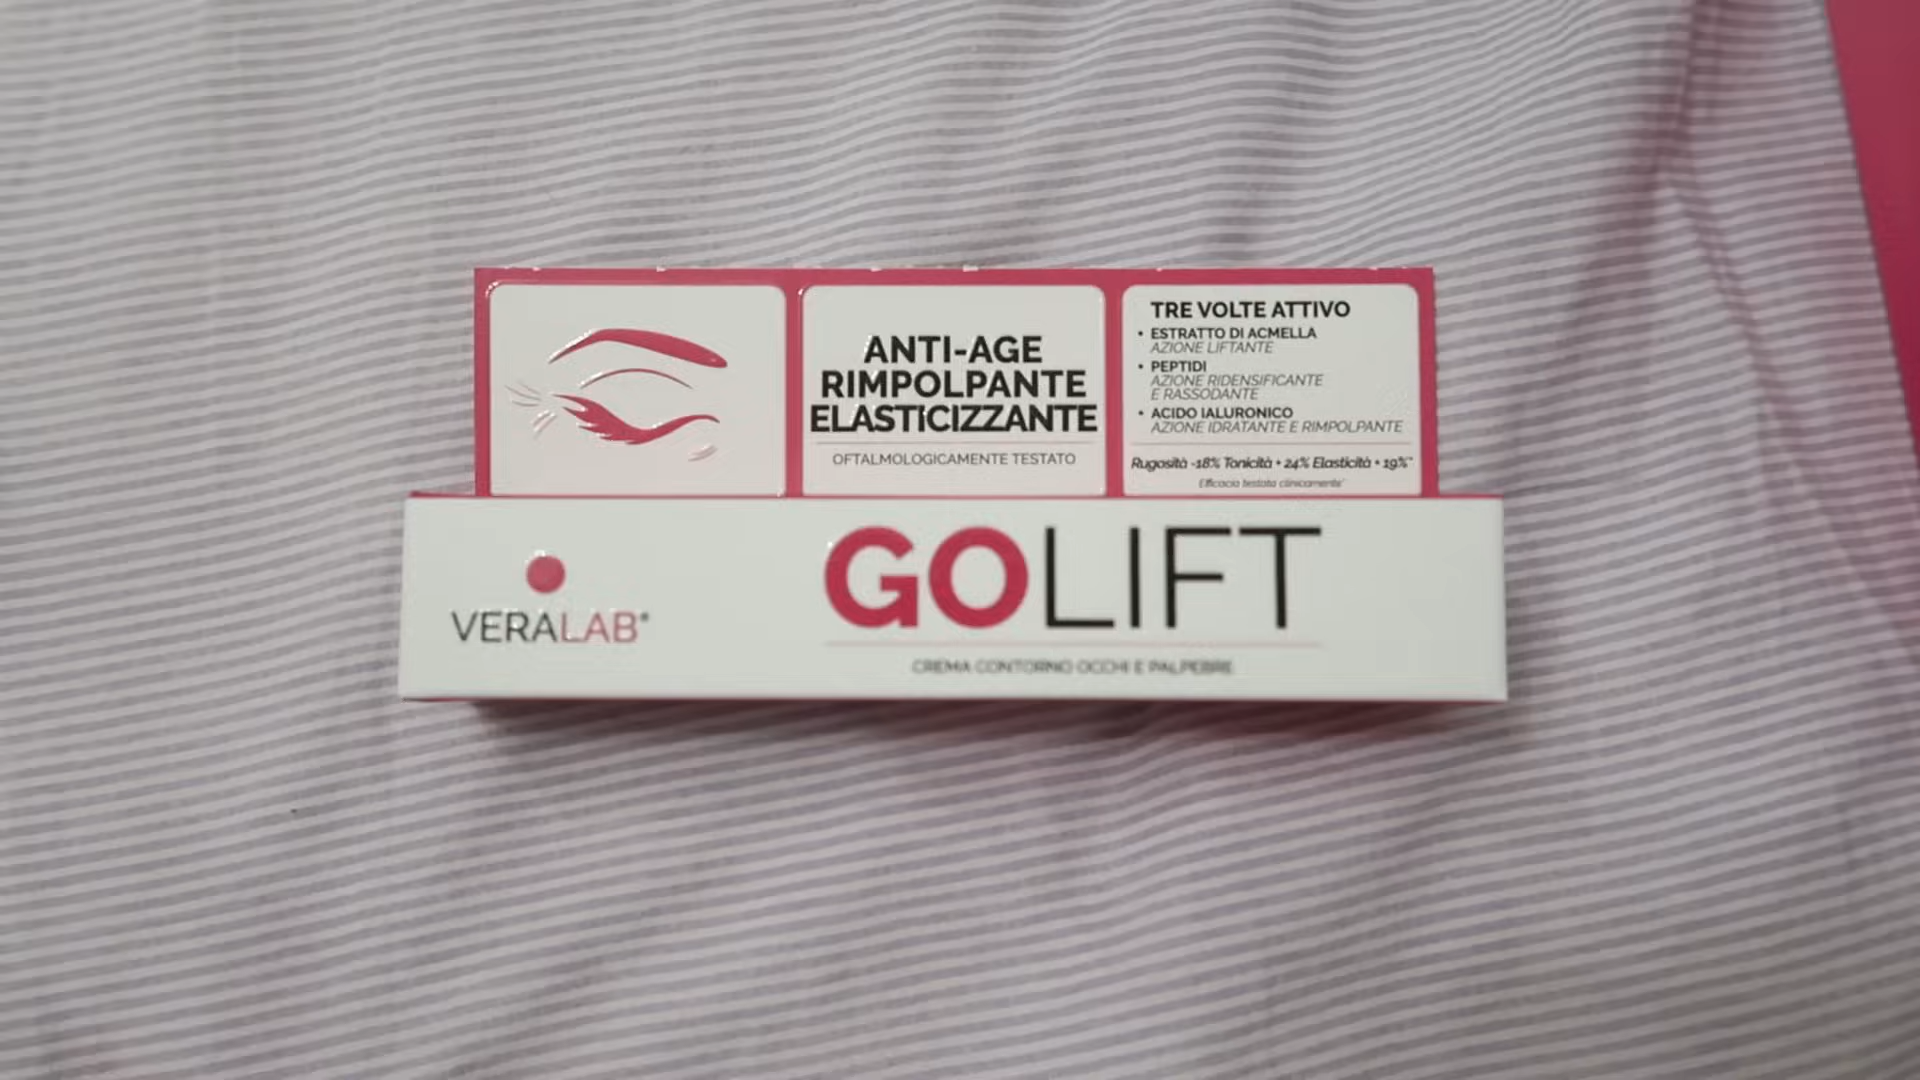 ANTI-AGE
RIMPOLPANTE
ELASTICIZZANTE
OFTALMOLOGICAMENTE TESTATO
TRE VOLTE ATTIVO
• ESTRATTO DI ACMELLA
AZIONE LIFTANTE
• PEPTIDI
AZIONE RIDENSIFICANTE
E RASSODANTE
• ACIDO IALURONICO
AZIONE IDRATANTE E RIMPOLPANTE
Rugosità -18% Tonicità + 24% Elasticità + 19%*
Efficacia testata clinicamente*
VERALAB®
GOLIFT
CREMA CONTORNO OCCHI E PALPEBRE